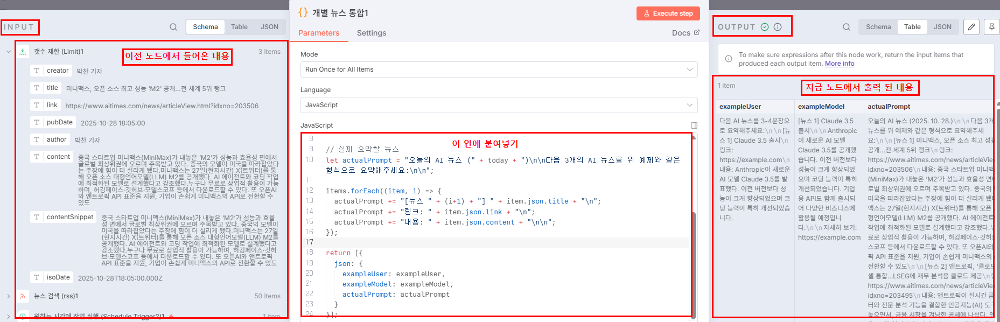 INPUT
Schema
Table
JSON
갯수 제한 (Limit)1
3 items
이전 노드에서 들어온 내용
T creator 박찬 기자
T title 미니맥스, 오픈 소스 최고 성능 ‘M2’ 공개...전 세계 5위 랭크
T link https://www.aitimes.com/news/articleView.html?idxno=203506
T pubDate 2025-10-28 18:05:00
T author 박찬 기자
T content 중국 스타트업 미니맥스(MiniMax)가 내놓은 ‘M2’가 성능과 효율성 면에서
글로벌 최상위권에 오르며 주목받고 있다. 중국의 모델이 미국을 따라잡았다
는 주장에 힘이 더 실리게 됐다.미니맥스는 27일(현지시간) X(트위터)를 통
해 오픈 소스 대형언어모델(LLM) M2를 공개했다. AI 에이전트와 코딩 작업
에 최적화된 모델로 설계했다고 강조했다.누구나 무료로 상업적 활용이 가능
하며, 허깅페이스·깃허브·모델스코프 등에서 다운로드할 수 있다. 또 오픈AI
와 앤트로픽 API 표준을 지원, 기업이 손쉽게 미니맥스의 API로 전환할 수 있
있도
T contentSnippet 중국 스타트업 미니맥스(MiniMax)가 내놓은 ‘M2’가 성능과 효율
성 면에서 글로벌 최상위권에 오르며 주목받고 있다. 중국의 모델이
미국을 따라잡았다는 주장에 힘이 더 실리게 됐다.미니맥스는 27일
(현지시간) X(트위터)를 통해 오픈 소스 대형언어모델(LLM) M2를
공개했다. AI 에이전트와 코딩 작업에 최적화된 모델로 설계했다고
강조했다.누구나 무료로 상업적 활용이 가능하며, 허깅페이스·깃허
브·모델스코프 등에서 다운로드할 수 있다. 또 오픈AI와 앤트로픽
API 표준을 지원, 기업이 손쉽게 미니맥스의 API로 전환할 수 있도
T isoDate 2025-10-28T18:05:00.000Z
뉴스 검색 (rss)1
50 items
원하는 시간에 작업 실행 (Schedule Trigger2)1
1 item
{} 개별 뉴스 통합1
Execute step
Parameters
Settings
Docs
Mode
Run Once for All Items
Language
JavaScript
JavaScript
이 안에 붙여넣기
8
9 // 실제 요약할 뉴스
10 let actualPrompt = "오늘의 AI 뉴스 (" + today + ")\n\n다음 3개의 AI 뉴스를 위 예제와 같은
형식으로 요약해주세요:\n\n";
11
12 items.forEach((item, i) => {
13 actualPrompt += "[뉴스 " + (i+1) + "] " + item.json.title + "\n";
14 actualPrompt += "링크: " + item.json.link + "\n";
15 actualPrompt += "내용: " + item.json.content + "\n\n";
16 });
17
18 return [{
19 json: {
20 exampleUser: exampleUser,
21 exampleModel: exampleModel,
22 actualPrompt: actualPrompt
23 }
24 }];
OUTPUT
Schema
Table
JSON
To make sure expressions after this node work, return the input items that
produced each output item. More info
1 item
지금 노드에서 출력 된 내용
exampleUser
다음 AI 뉴스를 3-4문장으
로 요약해주세요:\n\n[뉴
스 1] Claude 3.5 출시\n
링크:
https://example.com\n
내용: Anthropic이 새로운
AI 모델 Claude 3.5를 발
표했다. 이전 버전보다 성
능이 크게 향상되었으며 코
딩 능력이 특히 개선되었습
니다.
exampleModel
[뉴스 1] Claude 3.5
출시\n\nAnthropic
이 새로운 AI 모델
Claude 3.5를 공개했
습니다. 이전 버전보다
성능이 크게 향상되었
으며 코딩 능력이 특히
개선되었습니다. 기업
용 API도 함께 출시되
어 다양한 비즈니스에
활용될 예정입니
다.\n\n자세히 보기:
https://example.com
actualPrompt
오늘의 AI 뉴스 (2025. 10. 28.)\n\n다음 3개
뉴스를 위 예제와 같은 형식으로 요약해주세
요:\n\n[뉴스 1] 미니맥스, 오픈 소스 최고 성능
공개...전 세계 5위 랭크\n링크:
https://www.aitimes.com/news/articleView
idxno=203506\n내용: 중국 스타트업 미니맥스
(MiniMax)가 내놓은 ‘M2’가 성능과 효율성 면에
로벌 최상위권에 오르며 주목받고 있다. 중국의
미국을 따라잡았다는 주장에 힘이 더 실리게 됐
맥스는 27일(현지시간) X(트위터)를 통해 오픈
형언어모델(LLM) M2를 공개했다. AI 에이전트
작업에 최적화된 모델로 설계했다고 강조했다.누
료로 상업적 활용이 가능하며, 허깅페이스·깃허
스코프 등에서 다운로드할 수 있다. 또 오픈AI와
픽 API 표준을 지원, 기업이 손쉽게 미니맥스의
전환할 수 있도\n\n[뉴스 2] 앤트로픽, '클로드
셀 통합...LSEG에 재무 분석용 클로드 제공\n
https://www.aitimes.com/news/articleView
idxno=203495\n내용: 앤트로픽이 실시간 금
터와 전문 분석 기능을 결합한 인공지능(AI) 도구
놓으면서, 금융 시장을 겨냥한 공세에 나섰다.